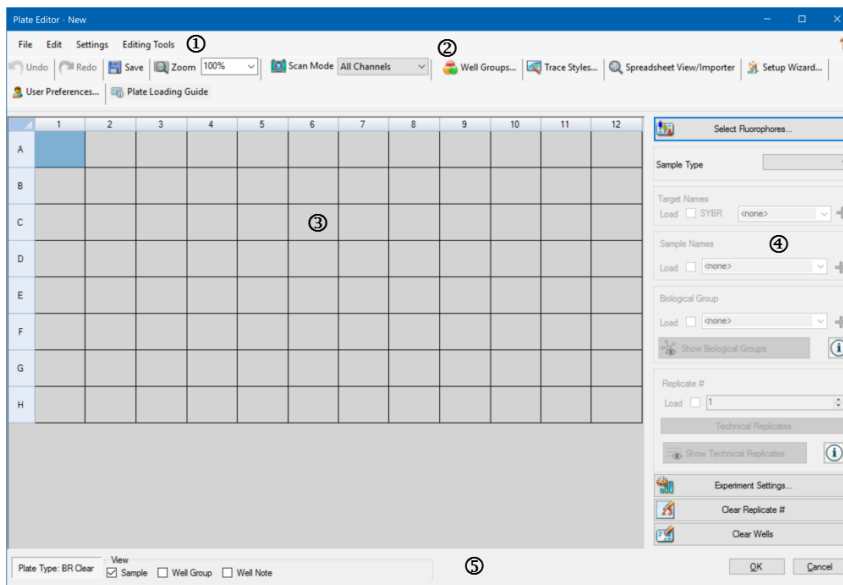 Plate Editor - New
File Edit Settings Editing Tools ① ②
Undo Redo Save Zoom 100% Scan Mode All Channels Well Groups... Trace Styles... Spreadsheet View/Importer Setup Wizard...
User Preferences... Plate Loading Guide
1 2 3 4 5 6 7 8 9 10 11 12
A
B
C ③
D
E
F
G
H
Select Fluorophores...
Sample Type
Target Names
Load SYBR <none>
Sample Names ④
Load <none>
Biological Group
Load <none>
Show Biological Groups
Replicate #
Load 1
Technical Replicates
Show Technical Replicates
Experiment Settings...
Clear Replicate #
Clear Wells
Plate Type: BR Clear View
Sample Well Group Well Note ⑤
OK Cancel